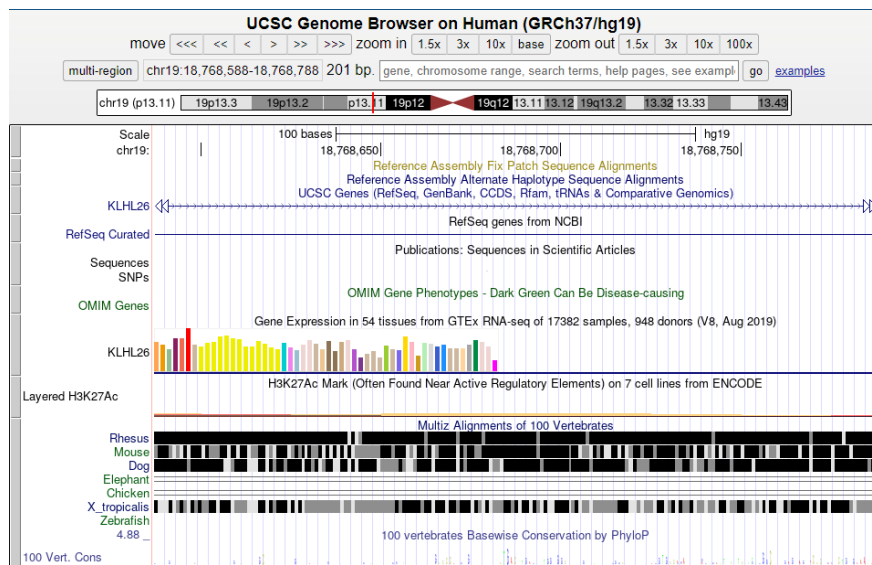 UCSC Genome Browser on Human (GRCh37/hg19)
move <<< << < > >> >>> zoom in 1.5x 3x 10x base zoom out 1.5x 3x 10x 100x
multi-region chr19:18,768,588-18,768,788 201 bp. gene, chromosome range, search terms, help pages, see exampl go examples
chr19 (p13.11) 19p13.3 19p13.2 p13.11 19p12 19q12 13.11 13.12 19q13.2 13.32 13.33 13.43
Scale 100 bases hg19
chr19: 18,768,650 18,768,700 18,768,750
Reference Assembly Fix Patch Sequence Alignments
Reference Assembly Alternate Haplotype Sequence Alignments
UCSC Genes (RefSeq, GenBank, CCDS, Rfam, tRNAs & Comparative Genomics)
KLHL26
RefSeq genes from NCBI
RefSeq Curated
Publications: Sequences in Scientific Articles
Sequences
SNPs
OMIM Gene Phenotypes - Dark Green Can Be Disease-causing
OMIM Genes
Gene Expression in 54 tissues from GTEx RNA-seq of 17382 samples, 948 donors (V8, Aug 2019)
KLHL26
H3K27Ac Mark (Often Found Near Active Regulatory Elements) on 7 cell lines from ENCODE
Layered H3K27Ac
Multiz Alignments of 100 Vertebrates
Rhesus
Mouse
Dog
Elephant
Chicken
X_tropicalis
Zebrafish
4.88 _ 100 vertebrates Basewise Conservation by PhyloP
100 Vert. Cons